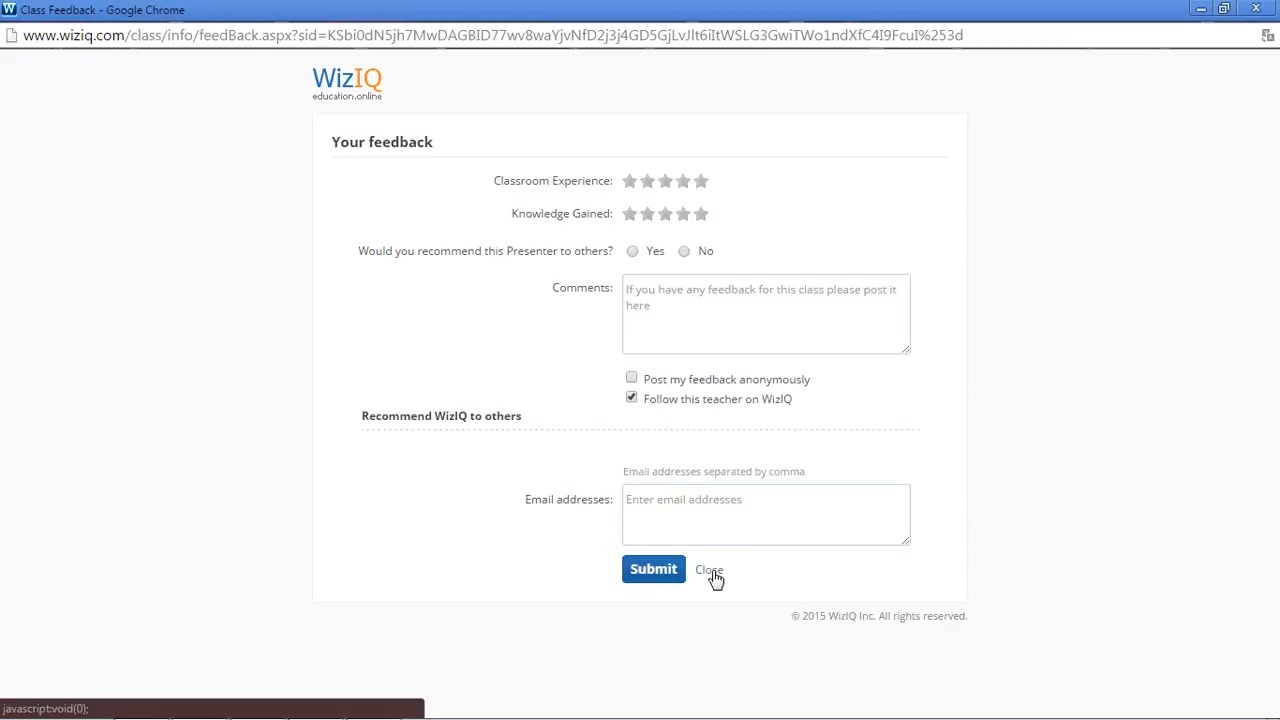 Class Feedback - Google Chrome
www.wiziq.com/class/info/feedBack.aspx?sid=KSbi0dN5jh7MwDAGBID77wv8waYjvNfD2j3j4GD5GjLvJlt6iItWSLG3GwiTWo1ndXfC4I9FcuI%253d
WizIQ
education.online
Your feedback
Classroom Experience:
Knowledge Gained:
Would you recommend this Presenter to others? Yes No
Comments: If you have any feedback for this class please post it
here
Post my feedback anonymously
Follow this teacher on WizIQ
Recommend WizIQ to others
Email addresses separated by comma
Email addresses: Enter email addresses
Submit Close
© 2015 WizIQ Inc. All rights reserved.
javascript:void(0);